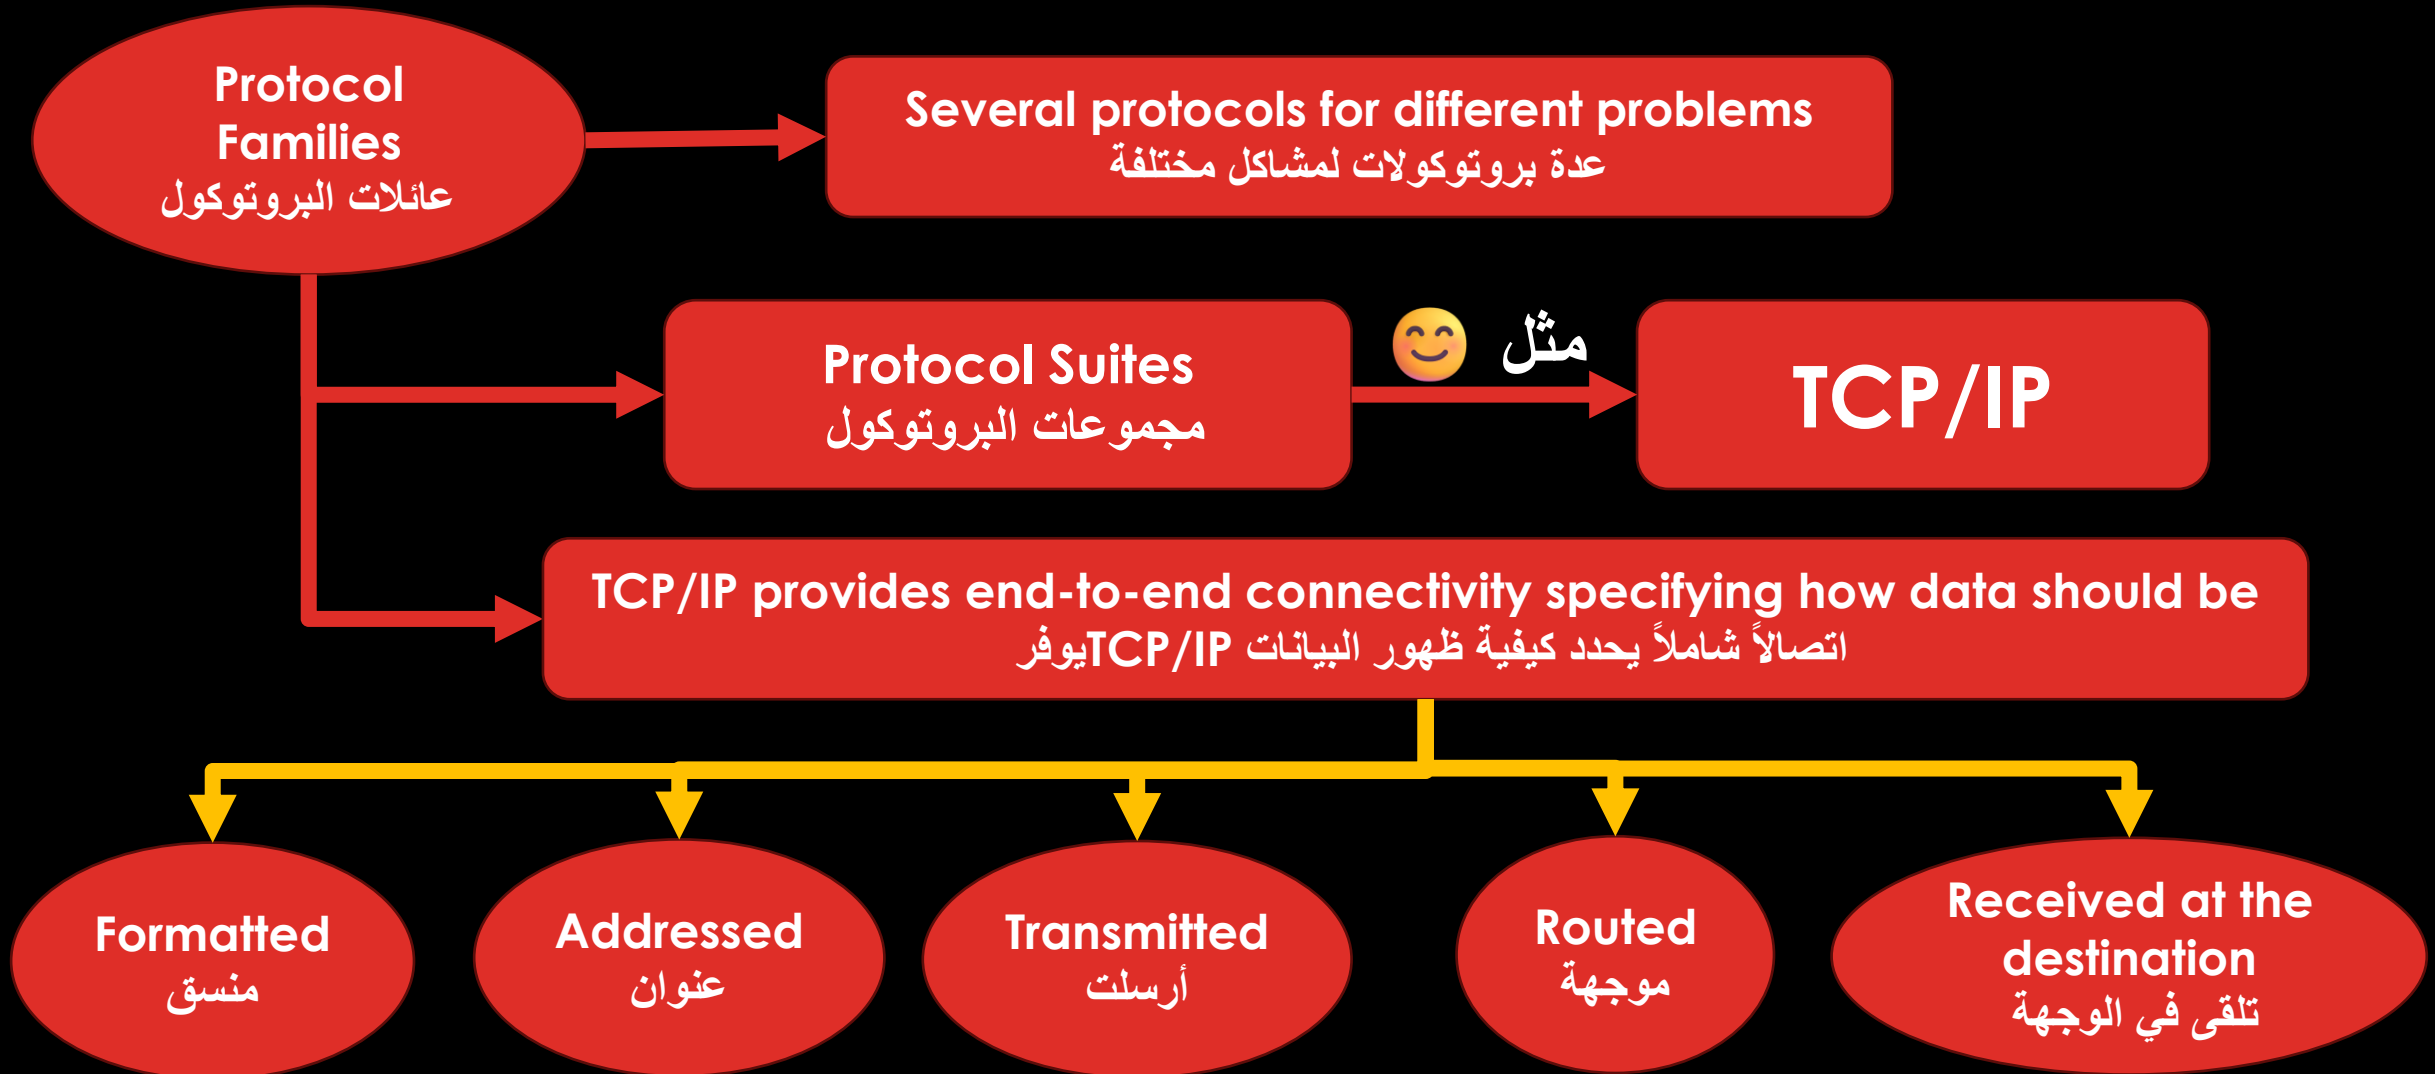 Protocol
Families
عائلات البروتوكول
Several protocols for different problems
عدة بروتوكولات لمشاكل مختلفة
Protocol Suites
مجموعات البروتوكول
مثل 😊
TCP/IP
TCP/IP provides end-to-end connectivity specifying how data should be
اتصالاً شاملاً يحدد كيفية ظهور البيانات TCP/IPيوفر
Formatted
منسق
Addressed
عنوان
Transmitted
أرسلت
Routed
موجهة
Received at the
destination
تلقى في الوجهة